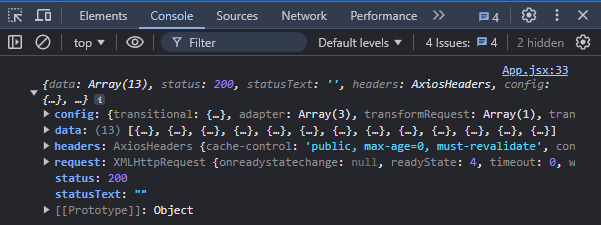 Elements Console Sources Network Performance » 4
top ▼ Filter Default levels ▼ 4 Issues: 4 2 hidden
App.jsx:33
{data: Array(13), status: 200, statusText: '', headers: AxiosHeaders, config:
{…}, …} i
config: {transitional: {…}, adapter: Array(3), transformRequest: Array(1), tran
data: (13) [{…}, {…}, {…}, {…}, {…}, {…}, {…}, {…}, {…}, {…}, {…}, {…}, {…}]
headers: AxiosHeaders {cache-control: 'public, max-age=0, must-revalidate', con
request: XMLHttpRequest {onreadystatechange: null, readyState: 4, timeout: 0, w
status: 200
statusText: ""
[[Prototype]]: Object